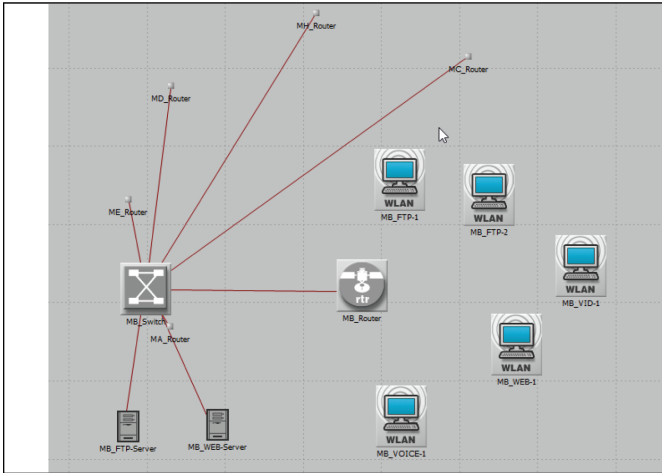 MH_Router
MC_Router
MD_Router
WLAN
MB_FTP-1
WLAN
MB_FTP-2
ME_Router
WLAN
MB_VID-1
rtr
MB_Router
MB_Switch
MA_Router
WLAN
MB_WEB-1
WLAN
MB_VOICE-1
MB_FTP-Server
MB_WEB-Server